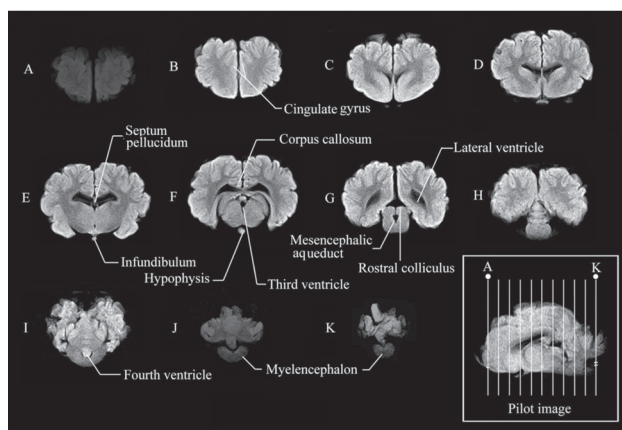 A
B
C
D
Cingulate gyrus
Septum
pellucidum
Corpus callosum
Lateral ventricle
E
F
G
H
Mesencephalic
aqueduct
Rostral colliculus
Infundibulum
Hypophysis
Third ventricle
A
K
I
J
K
Fourth ventricle
Myelencephalon
Pilot image